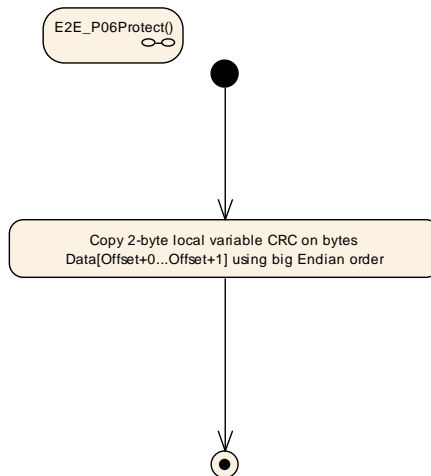 E2E_P06Protect()
Copy 2-byte local variable CRC on bytes
Data[Offset+0...Offset+1] using big Endian order